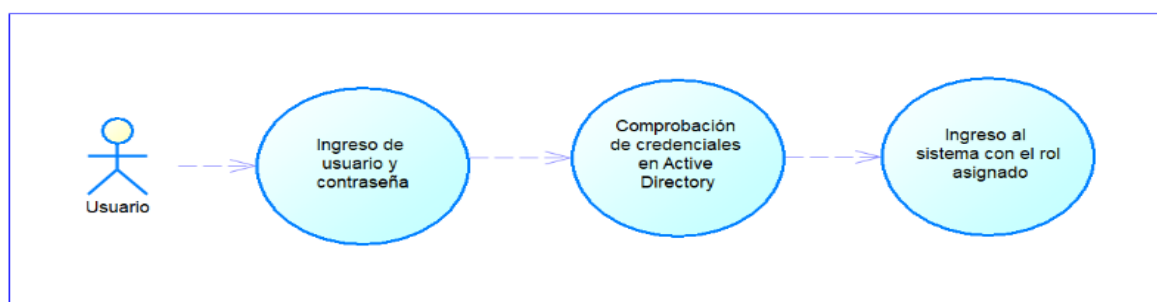 Usuario
Ingreso de
usuario y
contraseña
Comprobación
de credenciales
en Active
Directory
Ingreso al
sistema con el rol
asignado